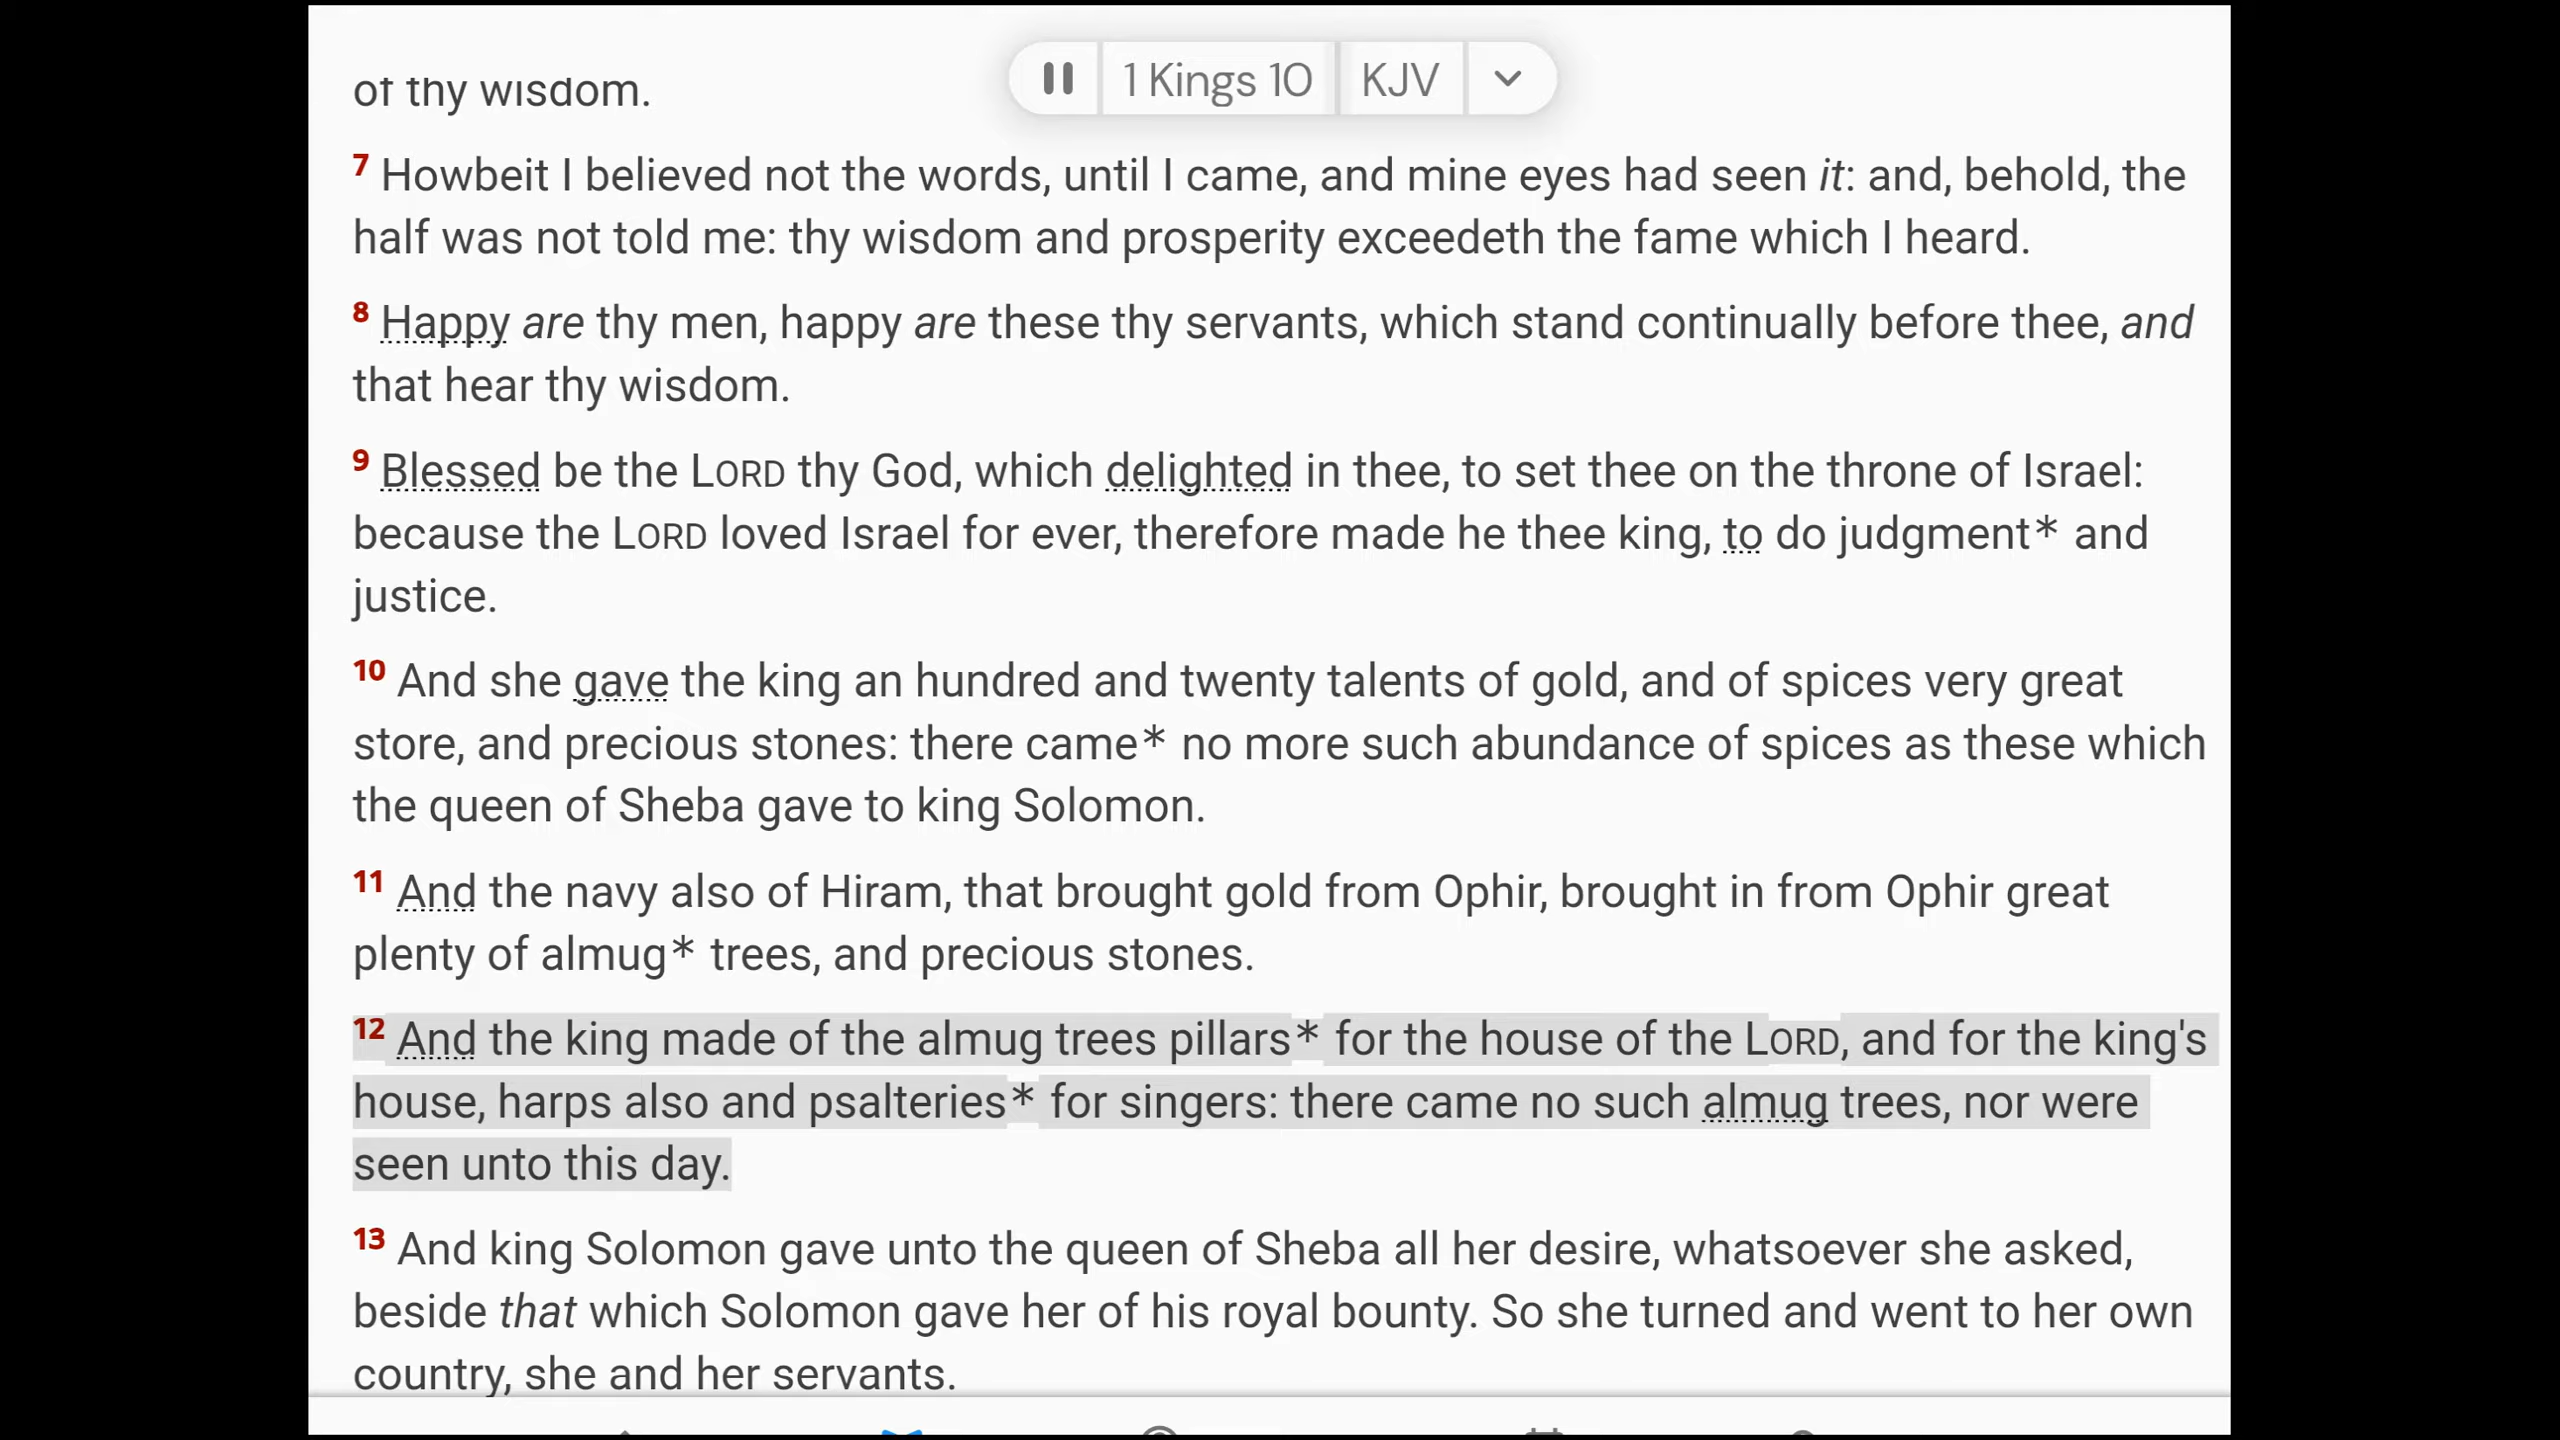 of thy wisdom.
1 Kings 10 KJV
7 Howbeit I believed not the words, until I came, and mine eyes had seen it: and, behold, the
half was not told me: thy wisdom and prosperity exceedeth the fame which I heard.
8 Happy are thy men, happy are these thy servants, which stand continually before thee, and
that hear thy wisdom.
9 Blessed be the LORD thy God, which delighted in thee, to set thee on the throne of Israel:
because the LORD loved Israel for ever, therefore made he thee king, to do judgment* and
justice.
10 And she gave the king an hundred and twenty talents of gold, and of spices very great
store, and precious stones: there came* no more such abundance of spices as these which
the queen of Sheba gave to king Solomon.
11 And the navy also of Hiram, that brought gold from Ophir, brought in from Ophir great
plenty of almug* trees, and precious stones.
12 And the king made of the almug trees pillars* for the house of the LORD, and for the king's
house, harps also and psalteries* for singers: there came no such almug trees, nor were
seen unto this day.
13 And king Solomon gave unto the queen of Sheba all her desire, whatsoever she asked,
beside that which Solomon gave her of his royal bounty. So she turned and went to her own
country, she and her servants.